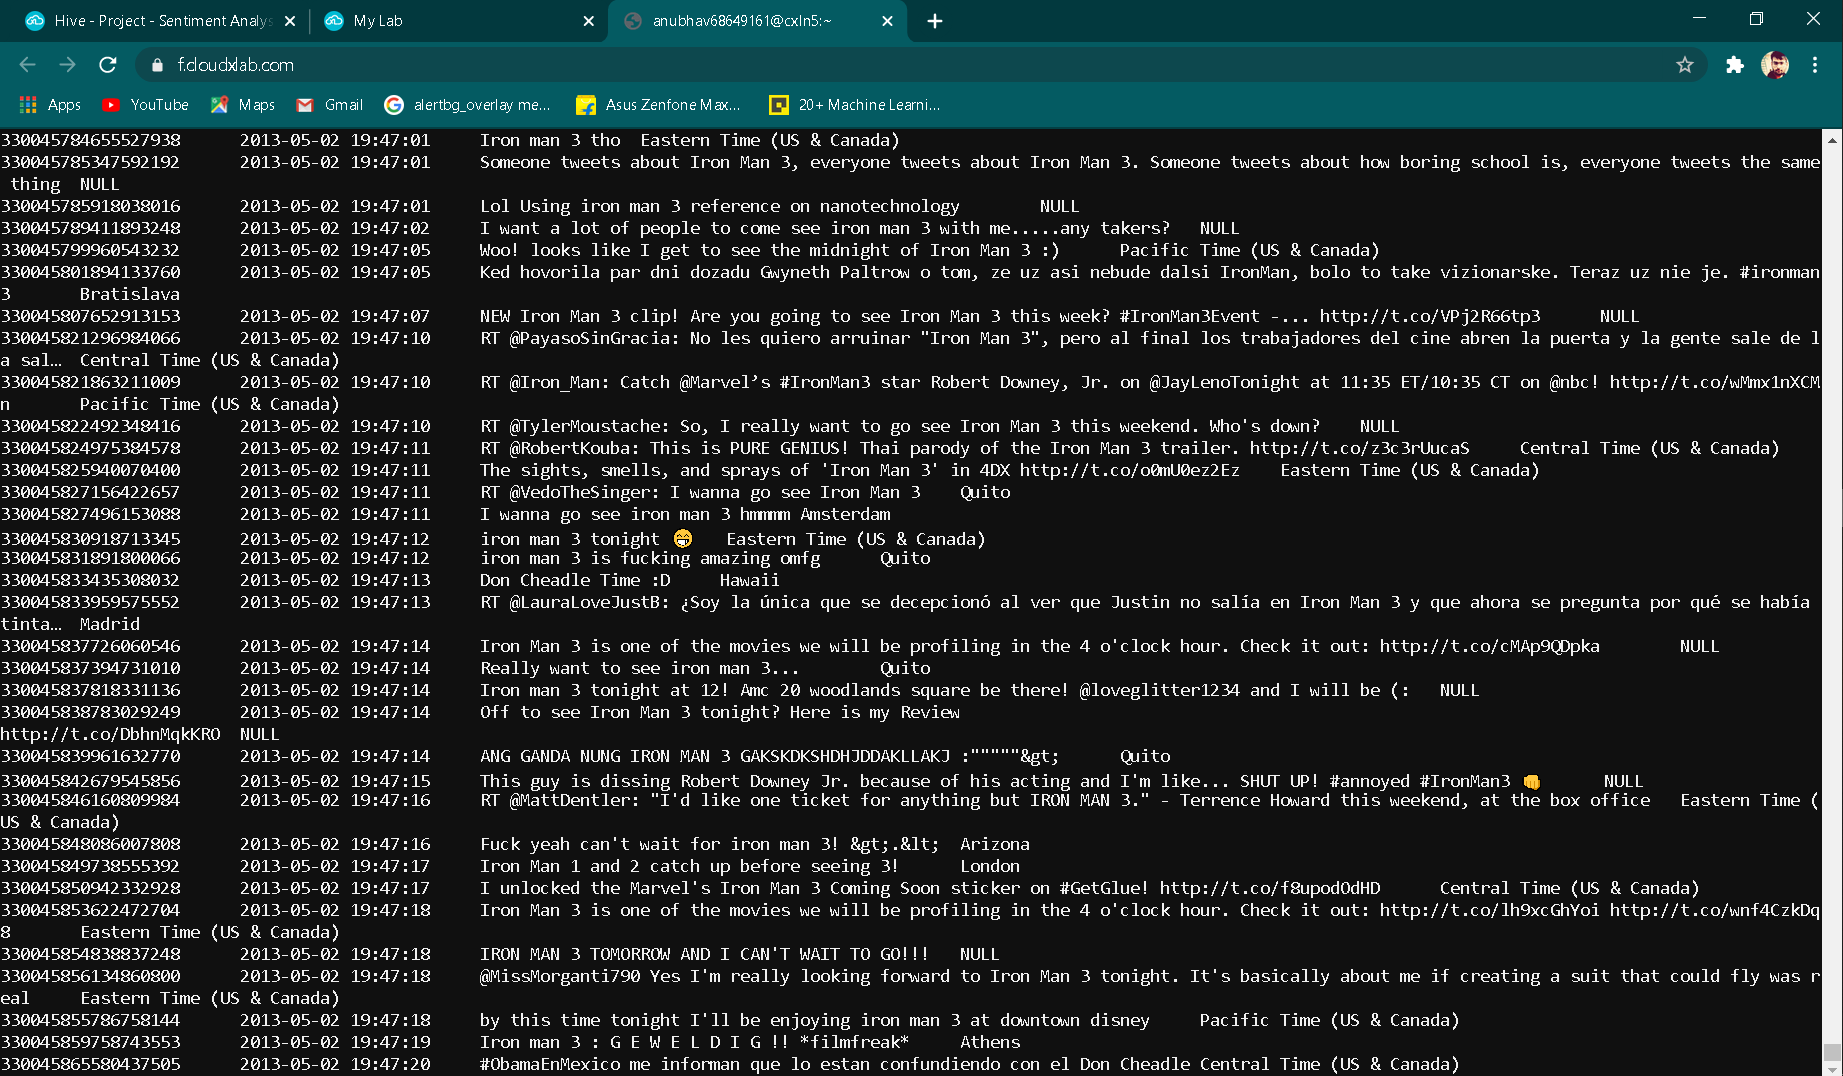 Hive - Project - Sentiment Analys
My Lab
anubhav68649161@cxln5:~
f.cloudxlab.com
Apps YouTube Maps Gmail alertbg_overlay me... Asus Zenfone Max... 20+ Machine Learni...
330045784655527938 2013-05-02 19:47:01 Iron man 3 tho Eastern Time (US & Canada)
330045785347592192 2013-05-02 19:47:01 Someone tweets about Iron Man 3, everyone tweets about Iron Man 3. Someone tweets about how boring school is, everyone tweets the same
thing NULL
330045785918038016 2013-05-02 19:47:01 Lol Using iron man 3 reference on nanotechnology NULL
330045789411893248 2013-05-02 19:47:02 I want a lot of people to come see iron man 3 with me.....any takers? NULL
330045799960543232 2013-05-02 19:47:05 Woo! looks like I get to see the midnight of Iron Man 3 :) Pacific Time (US & Canada)
330045801894133760 2013-05-02 19:47:05 Ked hovorila par dni dozadu Gwyneth Paltrow o tom, ze uz asi nebude dalsi IronMan, bolo to take vizionarske. Teraz uz nie je. #ironman
3 Bratislava
330045807652913153 2013-05-02 19:47:07 NEW Iron Man 3 clip! Are you going to see Iron Man 3 this week? #IronMan3Event -... http://t.co/VPj2R66tp3 NULL
330045821296984066 2013-05-02 19:47:10 RT @PayasoSinGracia: No les quiero arruinar "Iron Man 3", pero al final los trabajadores del cine abren la puerta y la gente sale de l
a sal… Central Time (US & Canada)
330045821863211009 2013-05-02 19:47:10 RT @Iron_Man: Catch @Marvel’s #IronMan3 star Robert Downey, Jr. on @JayLenoTonight at 11:35 ET/10:35 CT on @nbc! http://t.co/wMmx1nXCM
n Pacific Time (US & Canada)
330045822492348416 2013-05-02 19:47:10 RT @TylerMoustache: So, I really want to go see Iron Man 3 this weekend. Who's down? NULL
330045824975384578 2013-05-02 19:47:11 RT @RobertKouba: This is PURE GENIUS! Thai parody of the Iron Man 3 trailer. http://t.co/z3c3rUucaS Central Time (US & Canada)
330045825940070400 2013-05-02 19:47:11 The sights, smells, and sprays of 'Iron Man 3' in 4DX http://t.co/o0mU0ez2Ez Eastern Time (US & Canada)
330045827156422657 2013-05-02 19:47:11 RT @VedoTheSinger: I wanna go see Iron Man 3 Quito
330045827496153088 2013-05-02 19:47:11 I wanna go see iron man 3 hmmmm Amsterdam
330045830918713345 2013-05-02 19:47:12 iron man 3 tonight 😁 Eastern Time (US & Canada)
330045831891800066 2013-05-02 19:47:12 iron man 3 is fucking amazing omfg Quito
330045833435308032 2013-05-02 19:47:13 Don Cheadle Time :D Hawaii
330045833959575552 2013-05-02 19:47:13 RT @LauraLoveJustB: ¿Soy la única que se decepcionó al ver que Justin no salía en Iron Man 3 y que ahora se pregunta por qué se había
tinta… Madrid
330045837726060546 2013-05-02 19:47:14 Iron Man 3 is one of the movies we will be profiling in the 4 o'clock hour. Check it out: http://t.co/cMAp9QDpka NULL
330045837394731010 2013-05-02 19:47:14 Really want to see iron man 3... Quito
330045837818331136 2013-05-02 19:47:14 Iron man 3 tonight at 12! Amc 20 woodlands square be there! @loveglitter1234 and I will be (: NULL
330045838783029249 2013-05-02 19:47:14 Off to see Iron Man 3 tonight? Here is my Review
http://t.co/DbhnMqkKRO NULL
330045839961632770 2013-05-02 19:47:14 ANG GANDA NUNG IRON MAN 3 GAKSKDKSHDHJDDAKLLAKJ :"""""&gt; Quito
330045842679545856 2013-05-02 19:47:15 This guy is dissing Robert Downey Jr. because of his acting and I'm like... SHUT UP! #annoyed #IronMan3 👊 NULL
330045846160809984 2013-05-02 19:47:16 RT @MattDentler: "I'd like one ticket for anything but IRON MAN 3." - Terrence Howard this weekend, at the box office Eastern Time (
US & Canada)
330045848086007808 2013-05-02 19:47:16 Fuck yeah can't wait for iron man 3! &gt;.&lt; Arizona
330045849738555392 2013-05-02 19:47:17 Iron Man 1 and 2 catch up before seeing 3! London
330045850942332928 2013-05-02 19:47:17 I unlocked the Marvel's Iron Man 3 Coming Soon sticker on #GetGlue! http://t.co/f8upodOdHD Central Time (US & Canada)
330045853622472704 2013-05-02 19:47:18 Iron Man 3 is one of the movies we will be profiling in the 4 o'clock hour. Check it out: http://t.co/lh9xcGhYoi http://t.co/wnf4CzkDq
8 Eastern Time (US & Canada)
330045854838837248 2013-05-02 19:47:18 IRON MAN 3 TOMORROW AND I CAN'T WAIT TO GO!!! NULL
330045856134860800 2013-05-02 19:47:18 @MissMorganti790 Yes I'm really looking forward to Iron Man 3 tonight. It's basically about me if creating a suit that could fly was r
eal Eastern Time (US & Canada)
330045855786758144 2013-05-02 19:47:18 by this time tonight I'll be enjoying iron man 3 at downtown disney Pacific Time (US & Canada)
330045859758743553 2013-05-02 19:47:19 Iron man 3 : G E W E L D I G !! *filmfreak* Athens
330045865580437505 2013-05-02 19:47:20 #ObamaEnMexico me informan que lo estan confundiendo con el Don Cheadle Central Time (US & Canada)